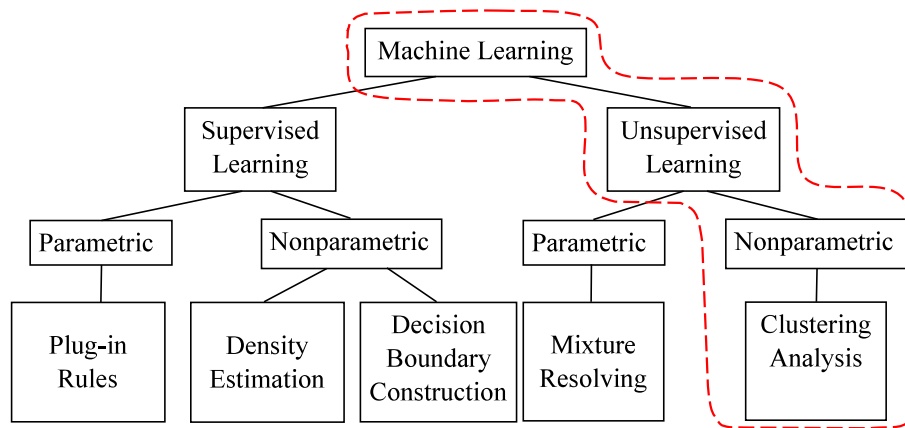 Machine Learning
Supervised
Learning
Unsupervised
Learning
Parametric
Nonparametric
Parametric
Nonparametric
Plug-in
Rules
Density
Estimation
Decision
Boundary
Construction
Mixture
Resolving
Clustering
Analysis